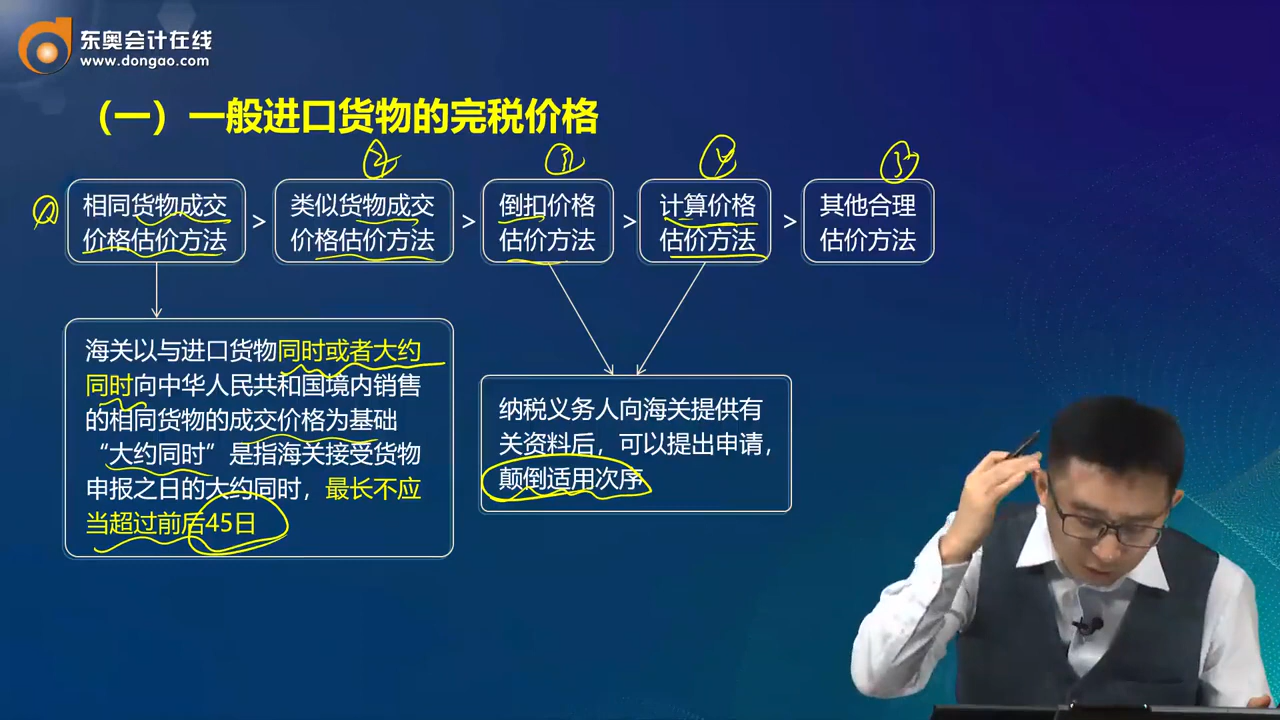 东奥会计在线
www.dongao.com
（一）一般进口货物的完税价格
① ② ③ ④ ⑤
相同货物成交
价格估价方法
>
类似货物成交
价格估价方法
>
倒扣价格
估价方法
>
计算价格
估价方法
>
其他合理
估价方法
海关以与进口货物同时或者大约
同时向中华人民共和国境内销售
的相同货物的成交价格为基础
“大约同时”是指海关接受货物
申报之日的大约同时，最长不应
当超过前后45日
纳税义务人向海关提供有
关资料后，可以提出申请，
颠倒适用次序